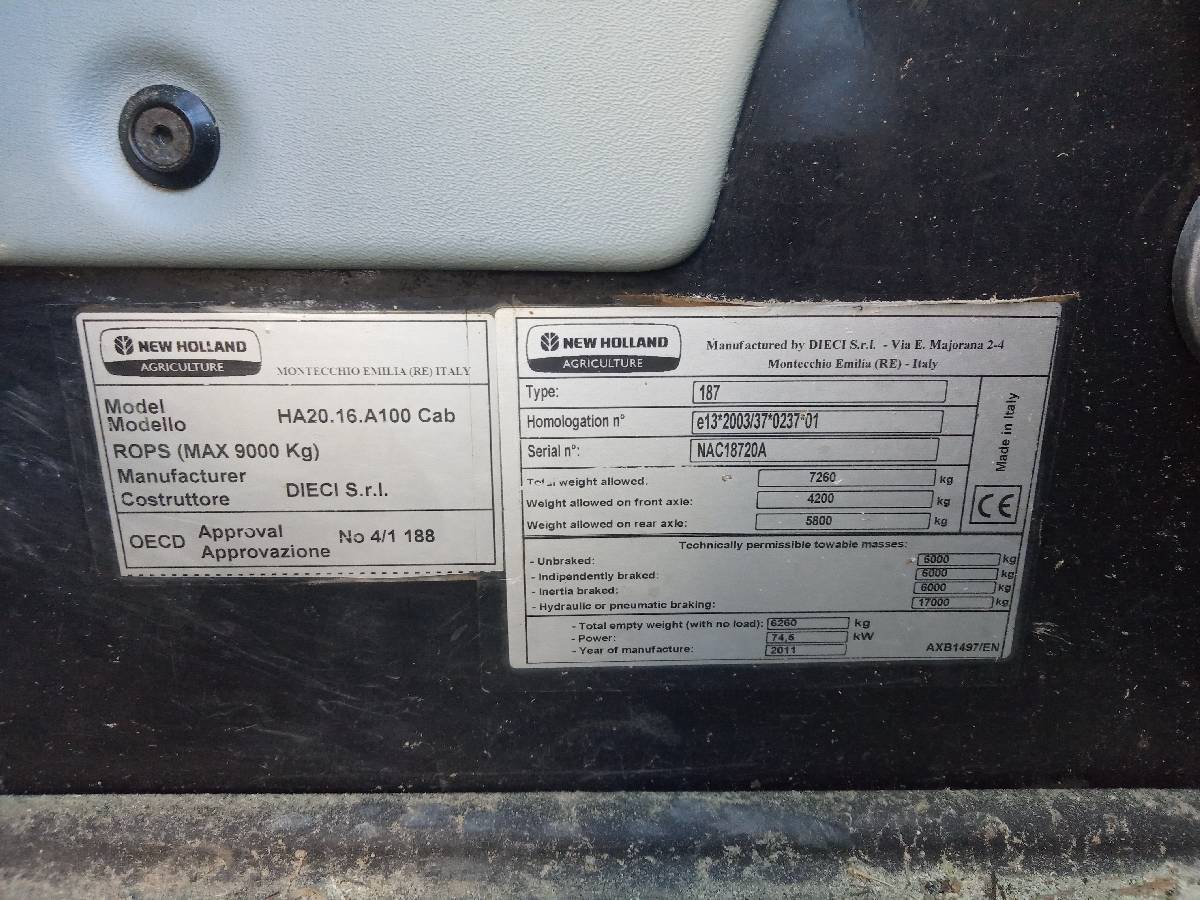 NEW HOLLAND
AGRICULTURE
MONTECCHIO EMILIA (RE) ITALY
Model
Modello
HA20.16.A100 Cab
ROPS (MAX 9000 Kg)
Manufacturer
Costruttore
DIECI S.r.l.
OECD
Approval
Approvazione
No 4/1 188
NEW HOLLAND
AGRICULTURE
Manufactured by DIECI S.r.l. - Via E. Majorana 2-4
Montecchio Emilia (RE) - Italy
Type: 187
Homologation n° e13*2003/37*0237*01
Serial n°: NAC18720A
Total weight allowed: 7260 kg
Weight allowed on front axle: 4200 kg
Weight allowed on rear axle: 5800 kg
Made in Italy
CE
Technically permissible towable masses:
- Unbraked: 6000 kg
- Indipendently braked: 6000 kg
- Inertia braked: 6000 kg
- Hydraulic or pneumatic braking: 17000 kg
- Total empty weight (with no load): 6260 kg
- Power: 74,5 kW
- Year of manufacture: 2011
AXB1497/EN